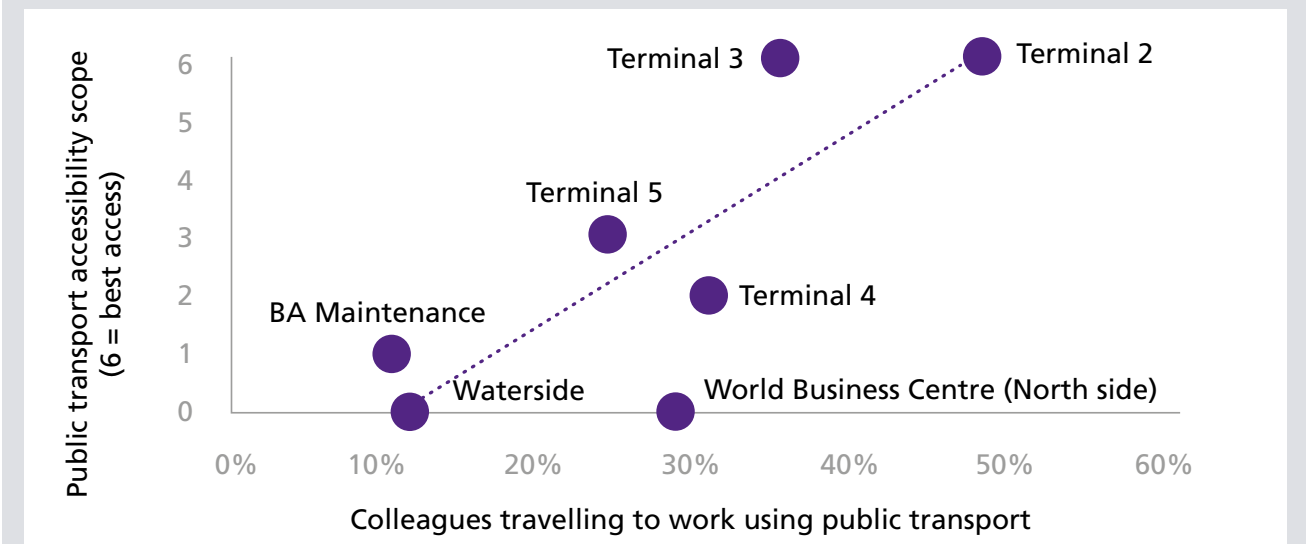 Public transport accessibility scope
(6 = best access)
6
5
4
3
2
1
0
Terminal 3
Terminal 2
Terminal 5
Terminal 4
BA Maintenance
Waterside
World Business Centre (North side)
0% 10% 20% 30% 40% 50% 60%
Colleagues travelling to work using public transport